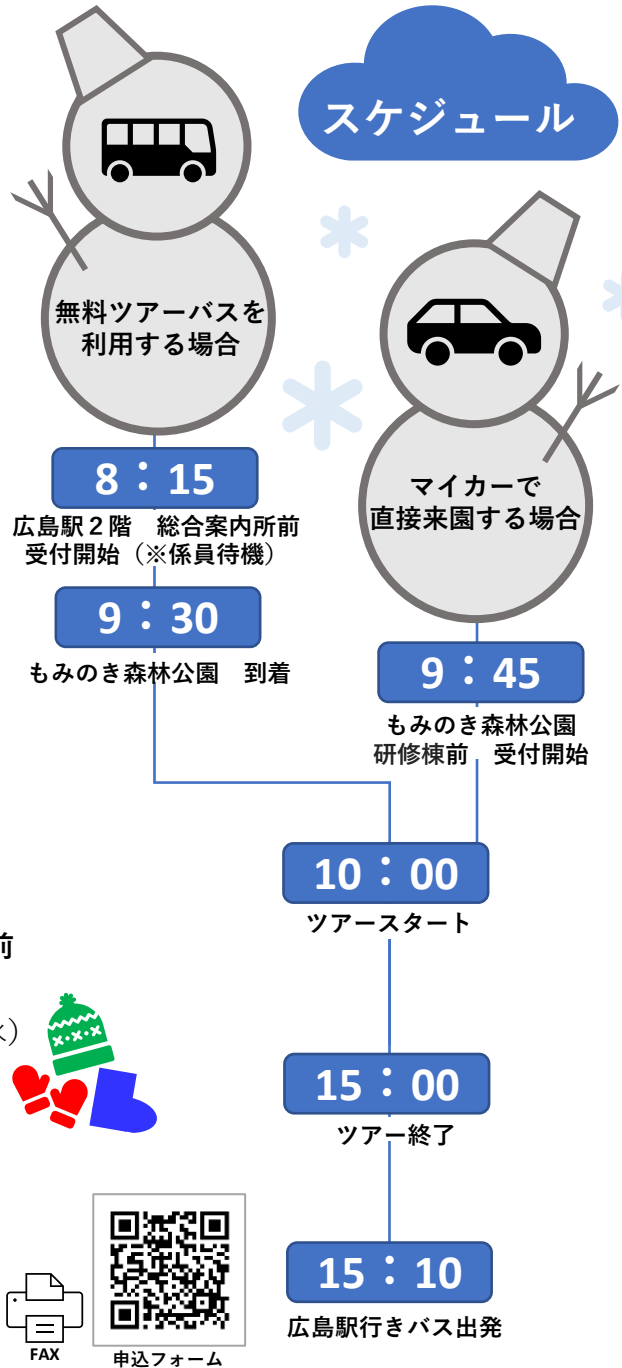 スケジュール
無料ツアーバスを
利用する場合
8：15
広島駅２階　総合案内所前
受付開始（※係員待機）
9：30
もみのき森林公園　到着
マイカーで
直接来園する場合
9：45
もみのき森林公園
研修棟前　受付開始
10：00
ツアースタート
前
）
15：00
ツアー終了
15：10
広島駅行きバス出発
FAX
申込フォーム